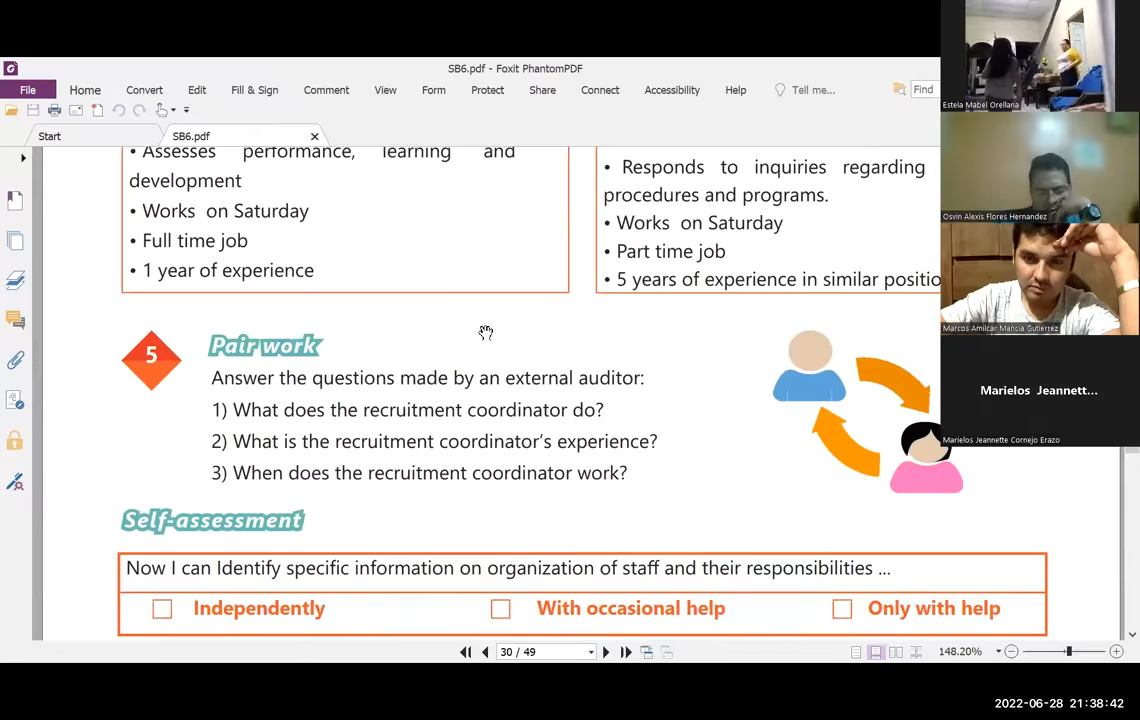 SB6.pdf - Foxit PhantomPDF
File Home Convert Edit Fill & Sign Comment View Form Protect Share Connect Accessibility Help Tell me... Find
Start SB6.pdf
• Assesses performance, learning and
development
• Works on Saturday
• Full time job
• 1 year of experience
• Responds to inquiries regarding
procedures and programs.
• Works on Saturday
• Part time job
• 5 years of experience in similar positio
5
Pair work
Answer the questions made by an external auditor:
1) What does the recruitment coordinator do?
2) What is the recruitment coordinator's experience?
3) When does the recruitment coordinator work?
Self-assessment
Now I can Identify specific information on organization of staff and their responsibilities ...
Independently With occasional help Only with help
30 / 49
148.20%
Estela Mabel Orellana
Osvin Alexis Flores Hernandez
Marcos Amilcar Mancia Gutierrez
Marielos Jeannett...
Marielos Jeannette Cornejo Erazo
2022-06-28 21:38:42